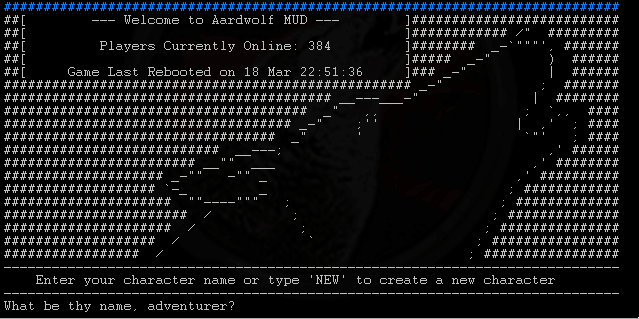 --- Welcome to Aardwolf MUD ---
Players Currently Online: 384
Game Last Rebooted on 18 Mar 22:51:36
Enter your character name or type 'NEW' to create a new character
What be thy name, adventurer?